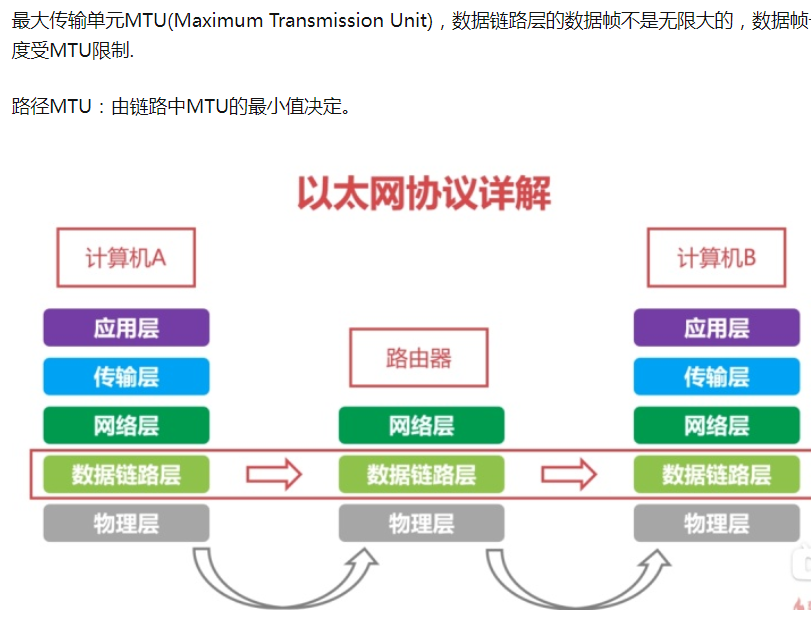 最大传输单元MTU(Maximum Transmission Unit)，数据链路层的数据帧不是无限大的，数据帧
度受MTU限制.
路径MTU：由链路中MTU的最小值决定。
以太网协议详解
计算机A
计算机B
应用层
应用层
路由器
传输层
传输层
网络层
网络层
网络层
数据链路层
数据链路层
数据链路层
物理层
物理层
物理层